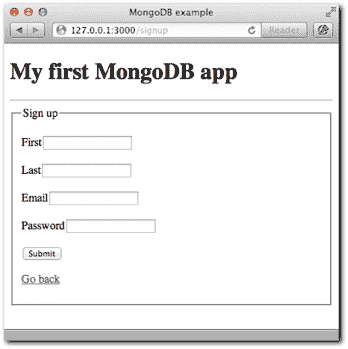 MongoDB example
127.0.0.1:3000/signup
Reader
My first MongoDB app
Sign up
First
Last
Email
Password
Submit
Go back